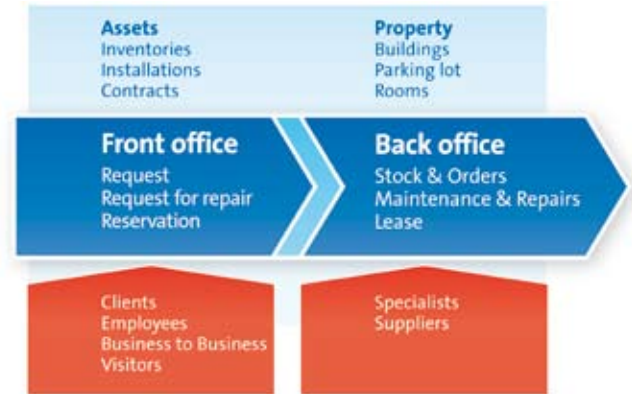 Assets
Inventories
Installations
Contracts
Property
Buildings
Parking lot
Rooms
Front office
Request
Request for repair
Reservation
Back office
Stock & Orders
Maintenance & Repairs
Lease
Clients
Employees
Business to Business
Visitors
Specialists
Suppliers